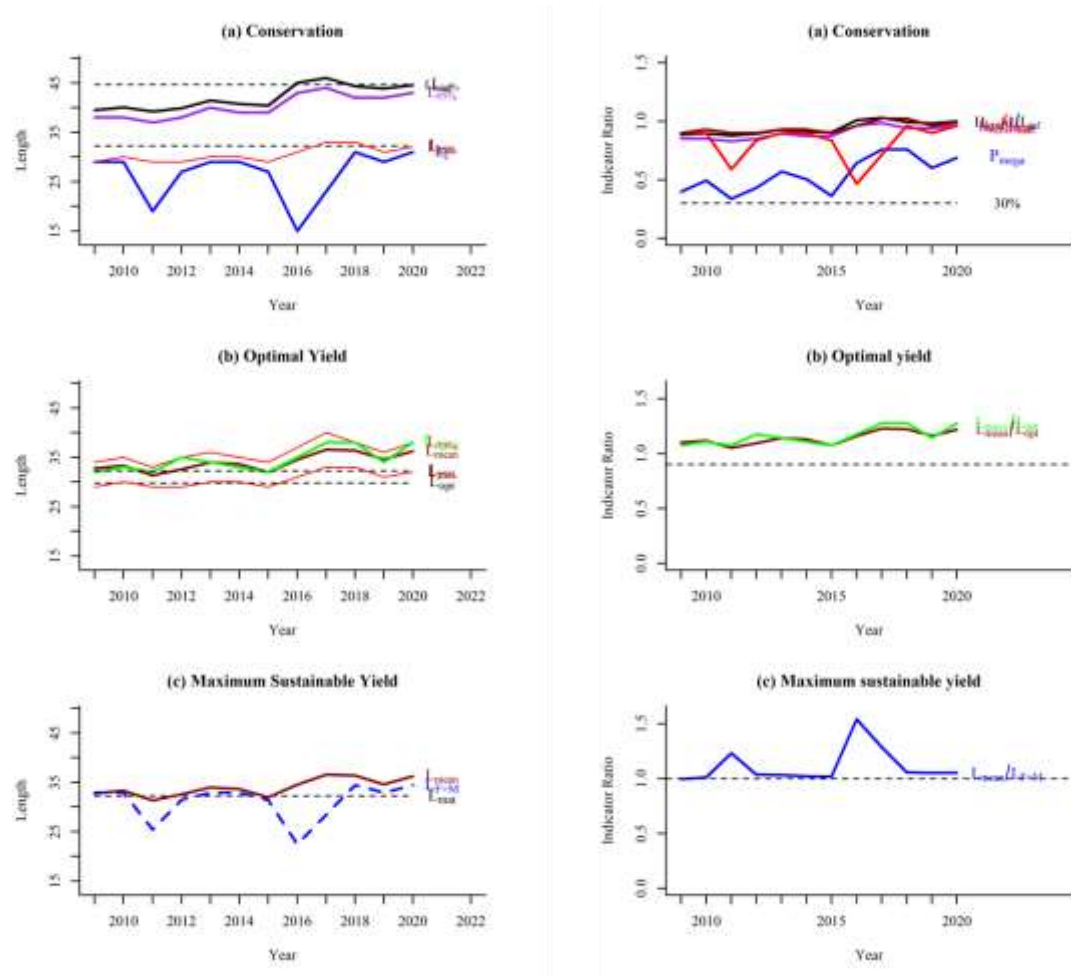 (a) Conservation
Length
15 25 35 45
2010 2012 2014 2016 2018 2020 2022
Year
(a) Conservation
Indicator Ratio
0.0 0.5 1.0 1.5
P mega
30%
2010 2015 2020
Year
(b) Optimal Yield
Length
15 25 35 45
2010 2012 2014 2016 2018 2020 2022
Year
(b) Optimal yield
Indicator Ratio
0.0 0.5 1.0 1.5
2010 2015 2020
Year
(c) Maximum Sustainable Yield
Length
15 25 35 45
2010 2012 2014 2016 2018 2020 2022
Year
(c) Maximum sustainable yield
Indicator Ratio
0.0 0.5 1.0 1.5
2010 2015 2020
Year